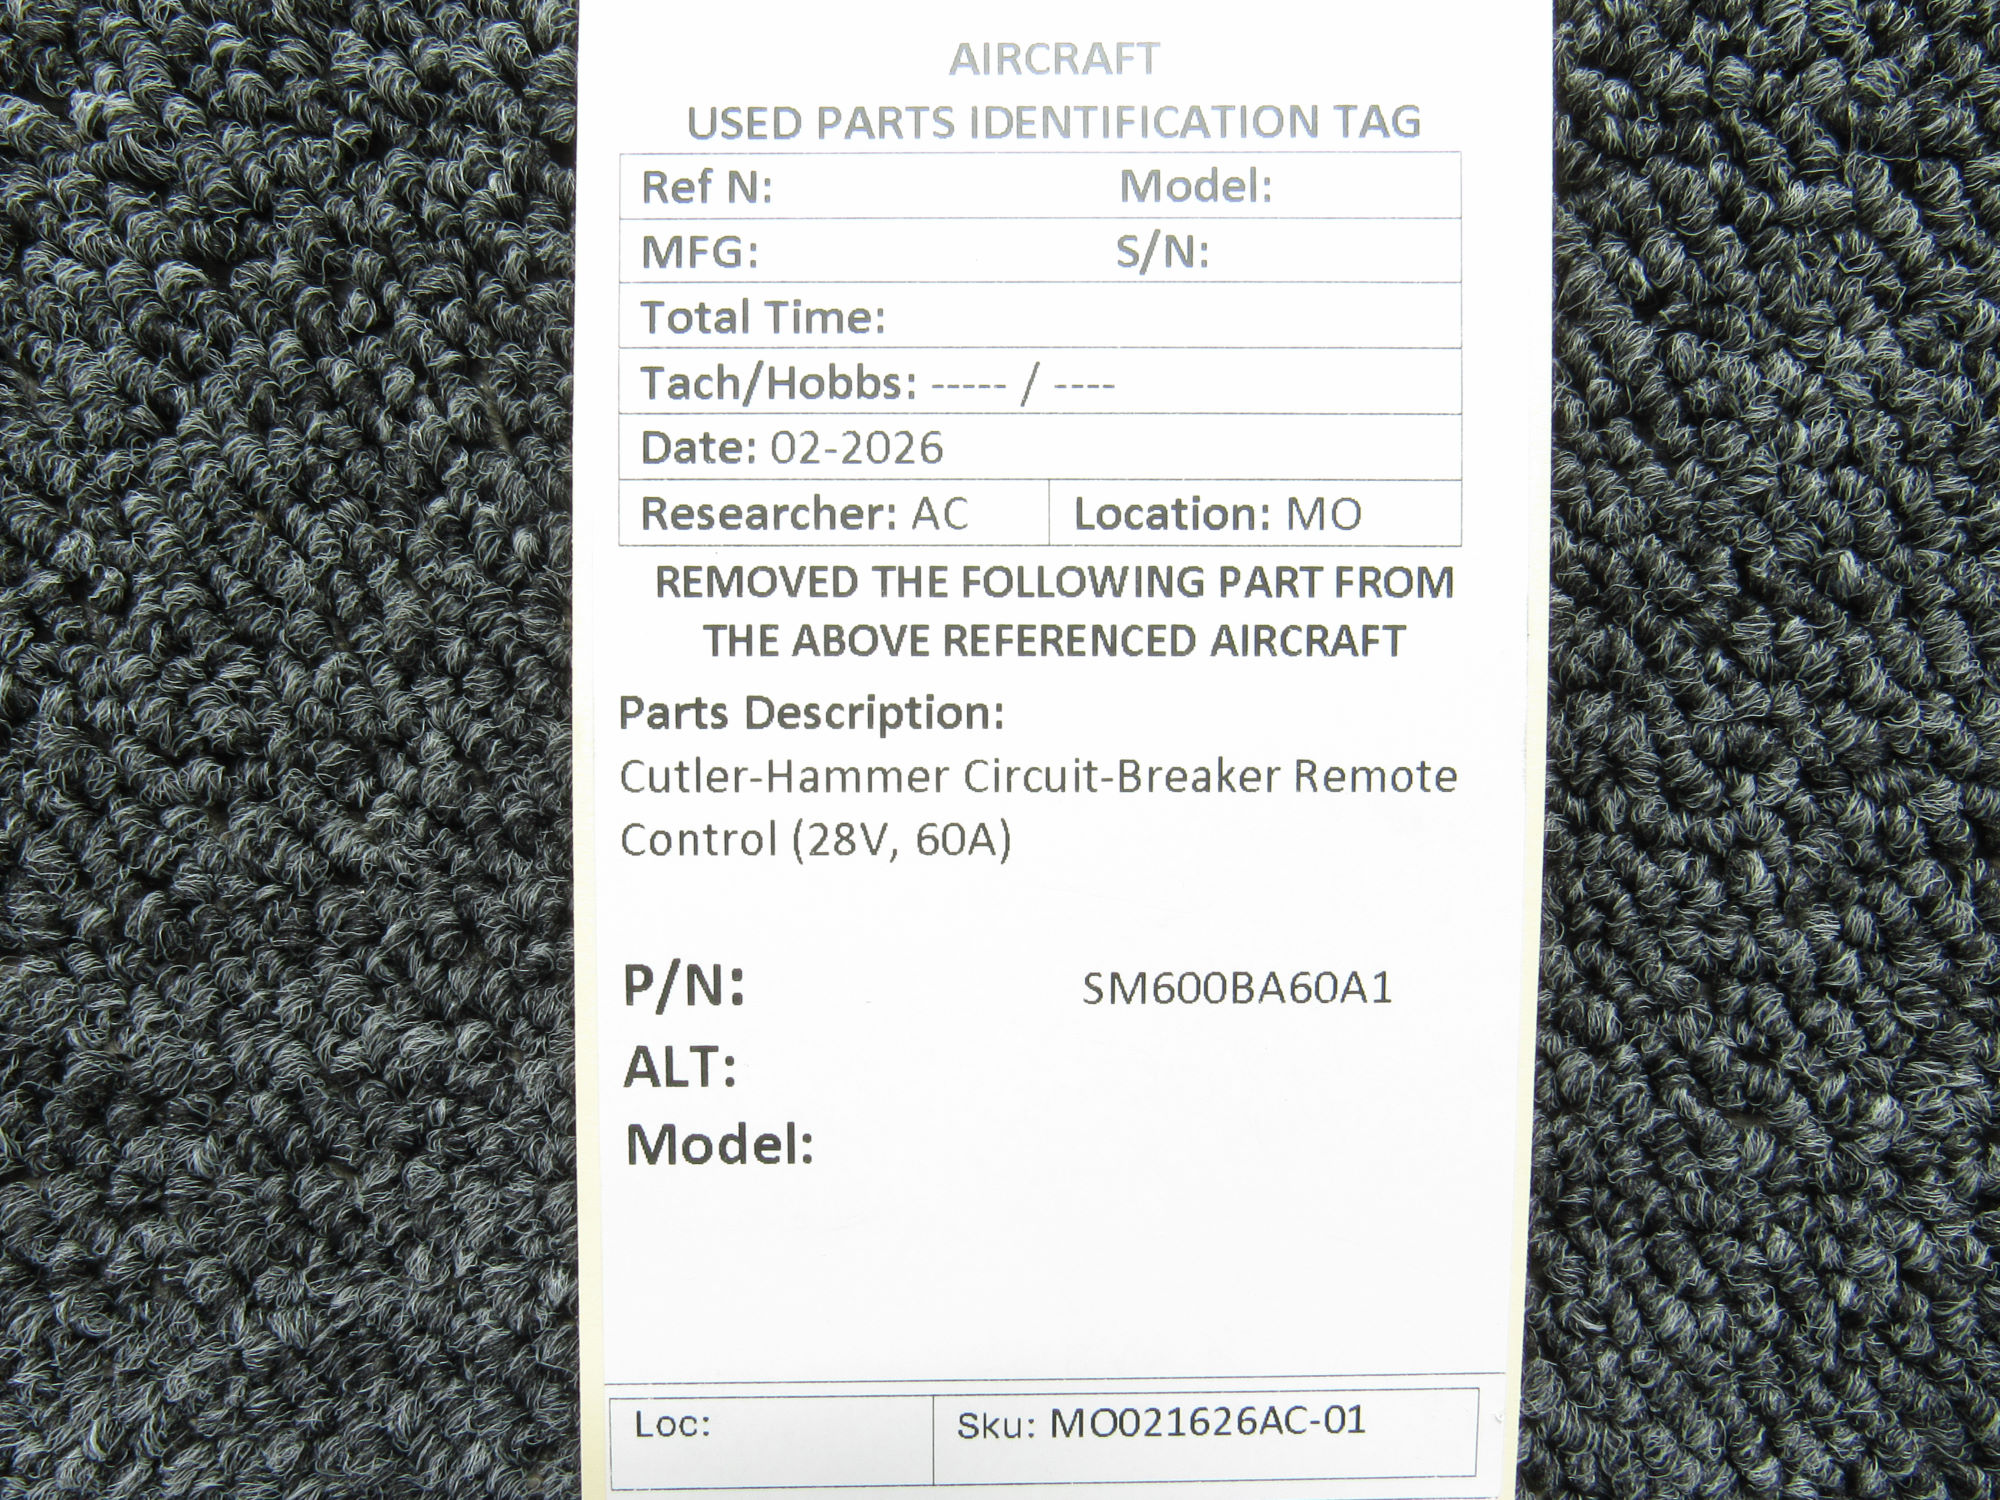 AIRCRAFT
USED PARTS IDENTIFICATION TAG
Ref N: Model:
MFG: S/N:
Total Time:
Tach/Hobbs: ----- / ----
Date: 02-2026
Researcher: AC Location: MO
REMOVED THE FOLLOWING PART FROM
THE ABOVE REFERENCED AIRCRAFT
Parts Description:
Cutler-Hammer Circuit-Breaker Remote
Control (28V, 60A)
P/N: SM600BA60A1
ALT:
Model:
Loc: Sku: MO021626AC-01